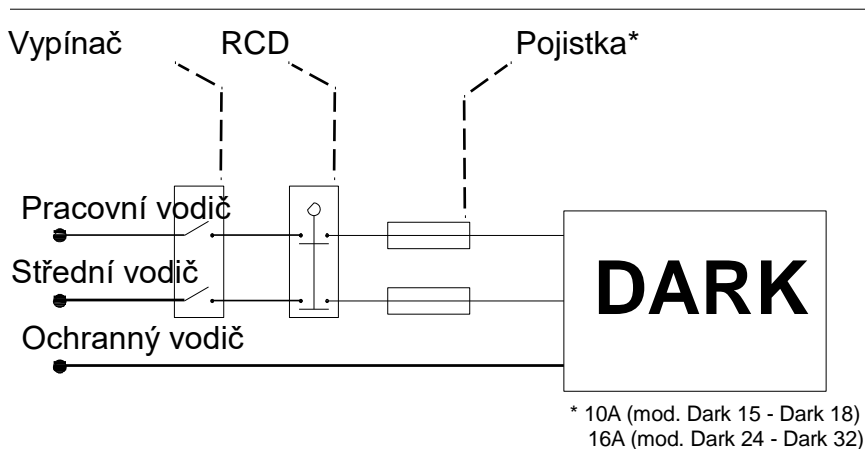 Vypínač RCD Pojistka*
Pracovní vodič
Střední vodič
DARK
Ochranný vodič
* 10A (mod. Dark 15 - Dark 18)
16A (mod. Dark 24 - Dark 32)